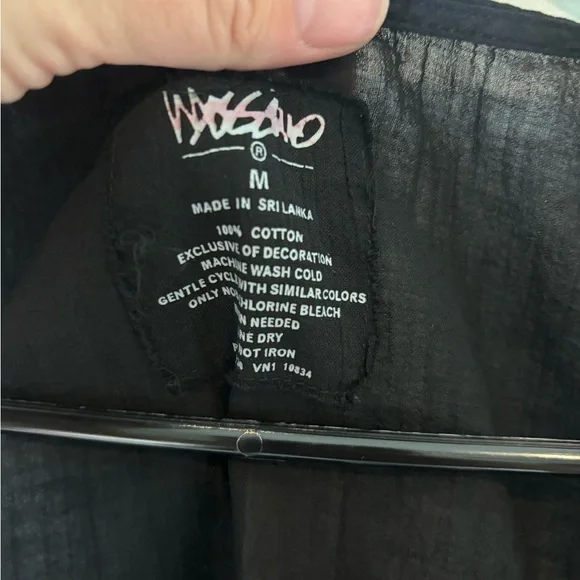 Mossimo
®
M
MADE IN SRI LANKA
100% COTTON
EXCLUSIVE OF DECORATION
MACHINE WASH COLD
GENTLE CYCLE WITH SIMILAR COLORS
ONLY NON CHLORINE BLEACH
NEEDED
DRY
NOT IRON
VN1 10834